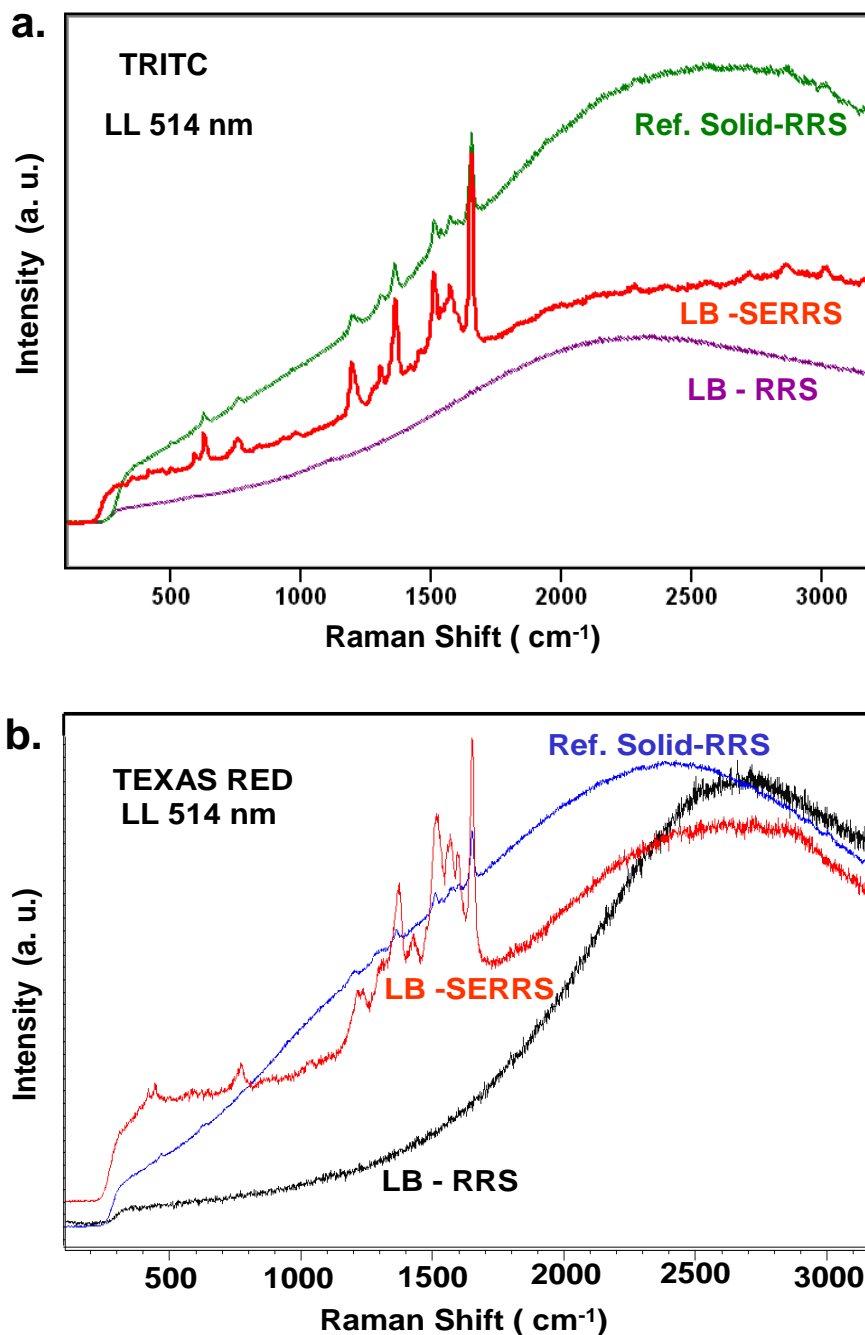 a.
TRITC
LL 514 nm
Ref. Solid-RRS
LB -SERRS
LB - RRS
Intensity (a. u.)
500 1000 1500 2000 2500 3000
Raman Shift ( cm-1)
b.
TEXAS RED
LL 514 nm
Ref. Solid-RRS
LB -SERRS
LB - RRS
Intensity (a. u.)
500 1000 1500 2000 2500 3000
Raman Shift ( cm-1)